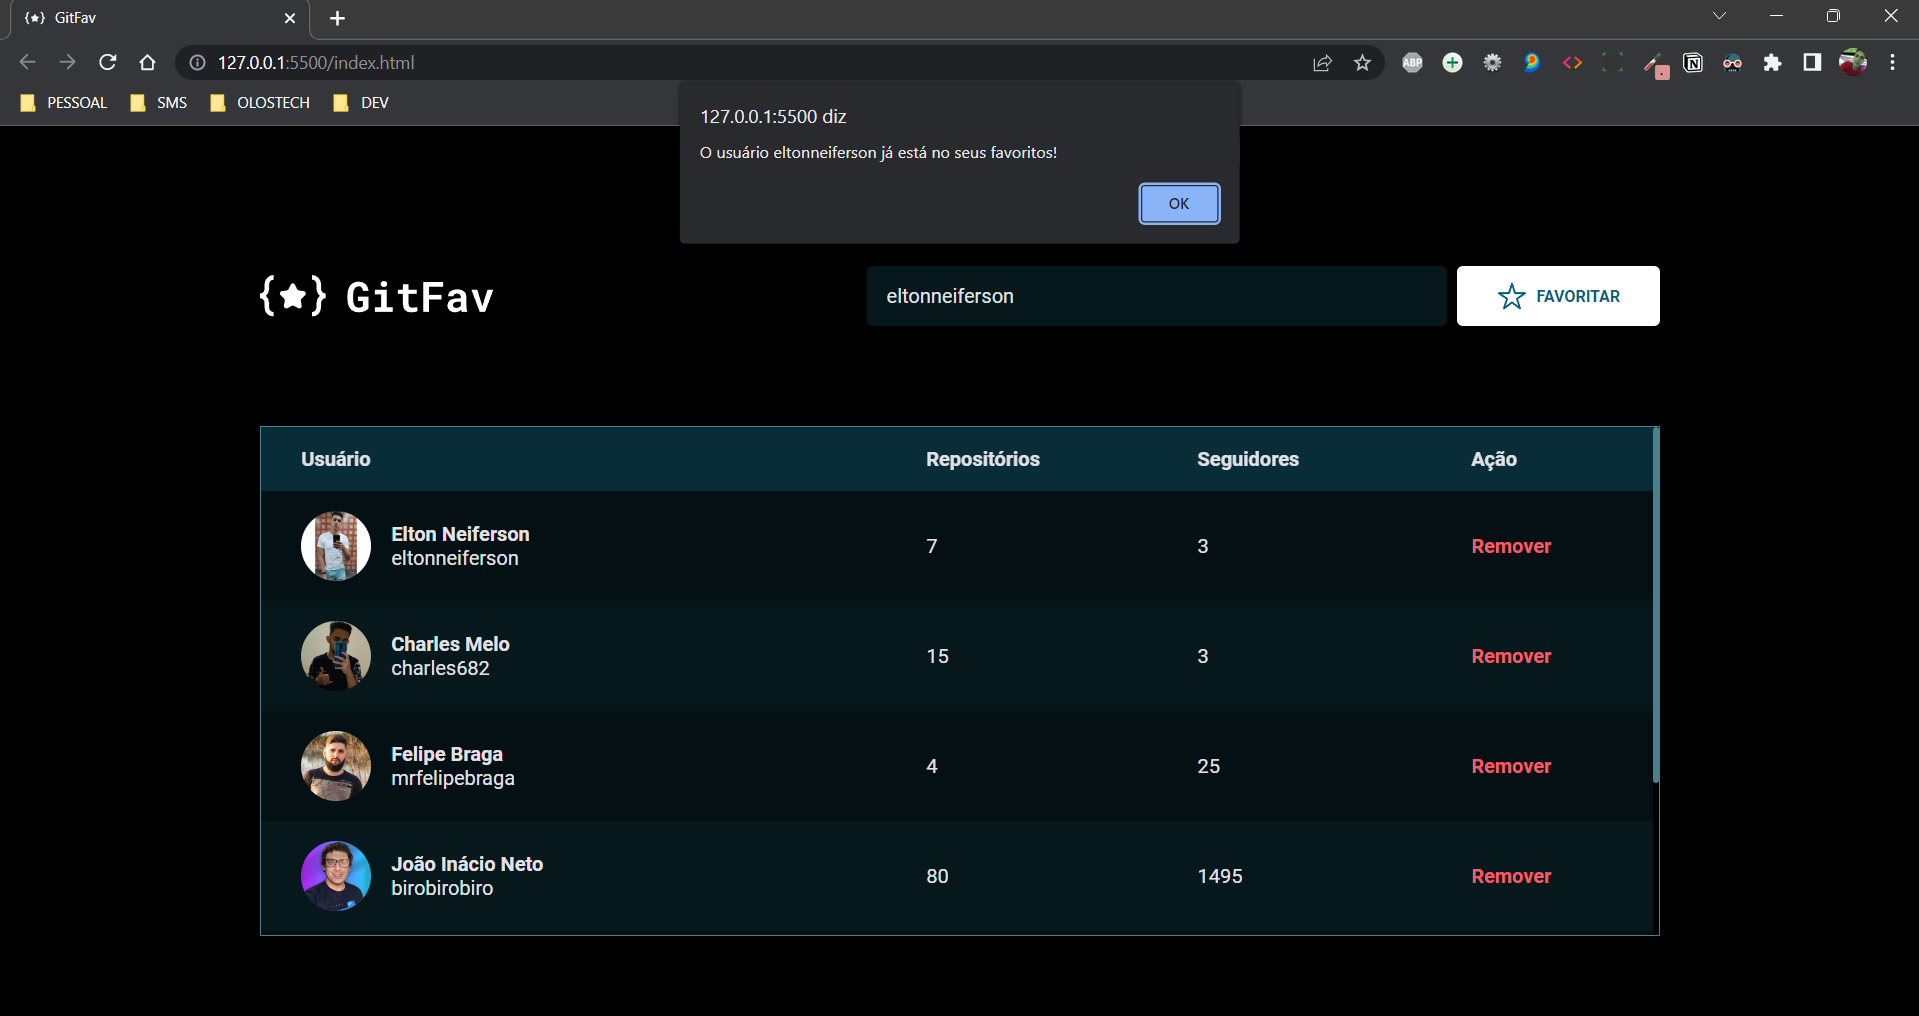 GitFav
127.0.0.1:5500/index.html
ABP
PESSOAL
SMS
OLOSTECH
DEV
127.0.0.1:5500 diz
O usuário eltonneiferson já está no seus favoritos!
OK
GitFav
eltonneiferson
FAVORITAR
Usuário Repositórios Seguidores Ação
Elton Neiferson
eltonneiferson
7 3 Remover
Charles Melo
charles682
15 3 Remover
Felipe Braga
mrfelipebraga
4 25 Remover
João Inácio Neto
birobirobiro
80 1495 Remover